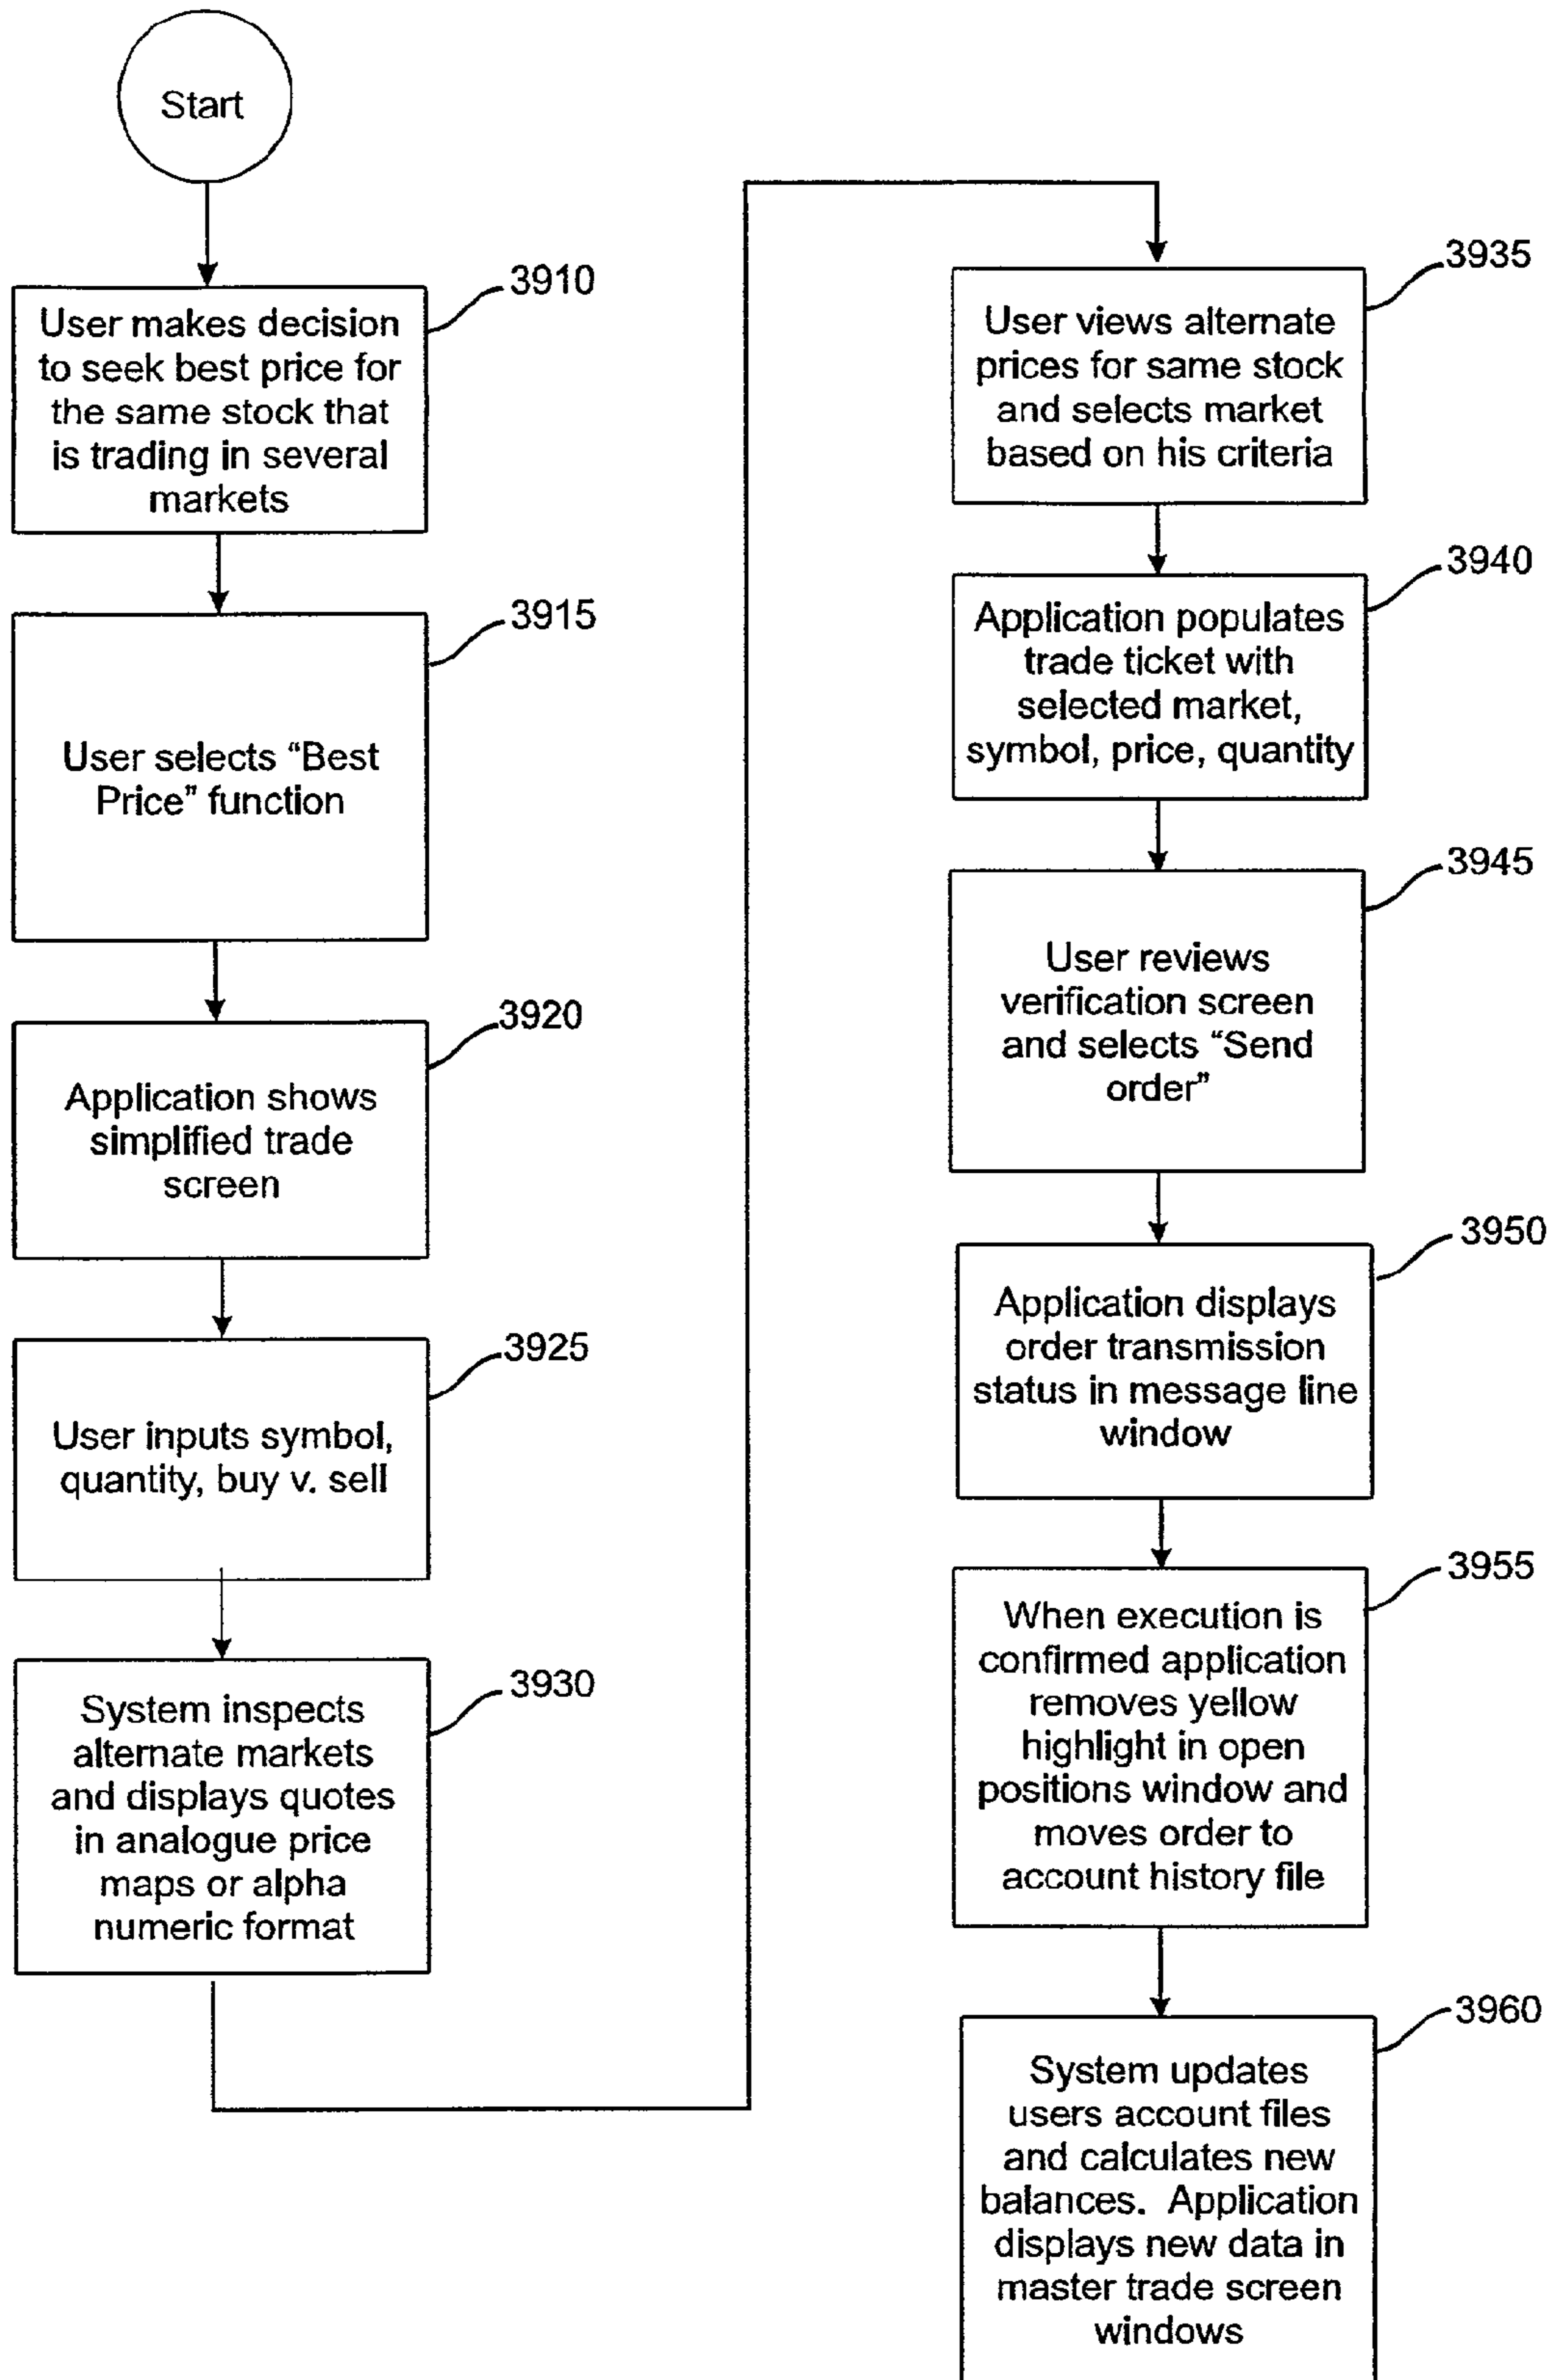 Start
3910
User makes decision
to seek best price for
the same stock that
is trading in several
markets
3915
User selects “Best
Price” function
3920
Application shows
simplified trade
screen
3925
User inputs symbol,
quantity, buy v. sell
3930
System inspects
alternate markets
and displays quotes
in analogue price
maps or alpha
numeric format
3935
User views alternate
prices for same stock
and selects market
based on his criteria
3940
Application populates
trade ticket with
selected market,
symbol, price, quantity
3945
User reviews
verification screen
and selects “Send
order”
3950
Application displays
order transmission
status in message line
window
3955
When execution is
confirmed application
removes yellow
highlight in open
positions window and
moves order to
account history file
3960
System updates
users account files
and calculates new
balances. Application
displays new data in
master trade screen
windows